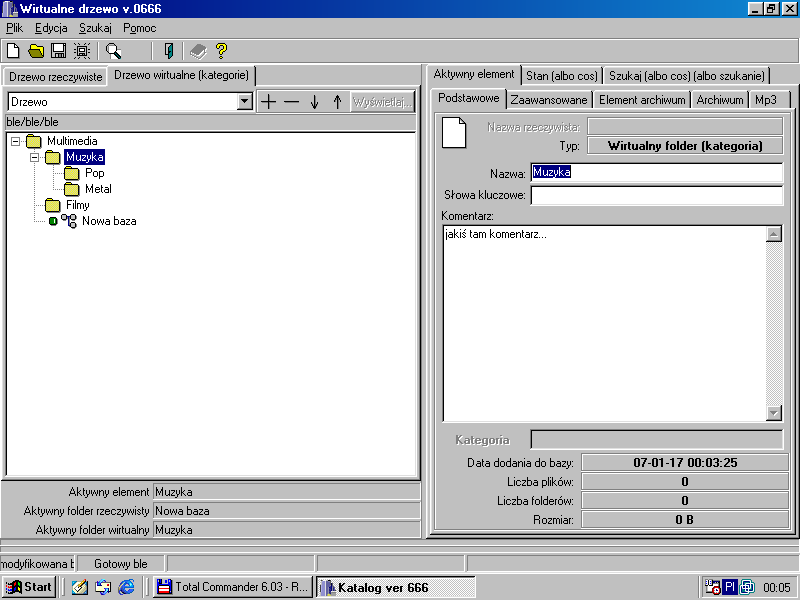 Wirtualne drzewo v.0666
Plik Edycja Szukaj Pomoc
Drzewo rzeczywiste Drzewo wirtualne (kategorie)
Drzewo Wyświetlaj...
ble/ble/ble
Multimedia
Muzyka
Pop
Metal
Filmy
Nowa baza
Aktywny element Muzyka
Aktywny folder rzeczywisty Nowa baza
Aktywny folder wirtualny Muzyka
Aktywny element Stan (albo cos) Szukaj (albo cos) (albo szukanie)
Podstawowe Zaawansowane Element archiwum Archiwum Mp3
Nazwa rzeczywista:
Typ: Wirtualny folder (kategoria)
Nazwa: Muzyka
Słowa kluczowe:
Komentarz:
jakiś tam komentarz...
Kategoria
Data dodania do bazy: 07-01-17 00:03:25
Liczba plików: 0
Liczba folderów: 0
Rozmiar: 0 B
modyfikowana b Gotowy ble
Start Total Commander 6.03 - R... Katalog ver 666 Pl 00:05